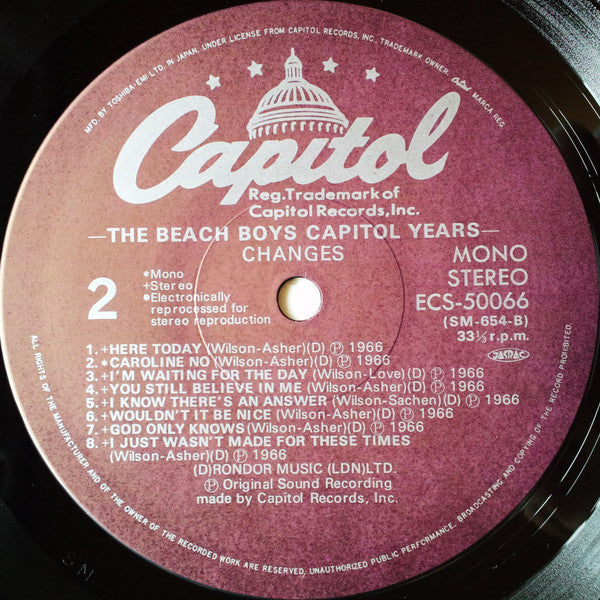 MFD. BY TOSHIBA-EMI LTD. IN JAPAN. UNDER LICENSE FROM CAPITOL RECORDS, INC., TRADEMARK OWNER, Capitol MARCA REG.
Capitol
Reg.Trademark of
Capitol Records,Inc.
—THE BEACH BOYS CAPITOL YEARS—
CHANGES
MONO
STEREO
ECS-50066
(SM-654-B)
33⅓ r.p.m.
JASRAC
2
*Mono
+Stereo
●Electronically
reprocessed for
stereo reproduction
1. +HERE TODAY(Wilson-Asher)(D) Ⓟ 1966
2. *CAROLINE NO(Wilson-Asher)(D) Ⓟ 1966
3. +I'M WAITING FOR THE DAY(Wilson-Love)(D) Ⓟ 1966
4. +YOU STILL BELIEVE IN ME(Wilson-Asher)(D) Ⓟ 1966
5. +I KNOW THERE'S AN ANSWER(Wilson-Sachen)(D) Ⓟ 1966
6. +WOULDN'T IT BE NICE(Wilson-Asher)(D) Ⓟ 1966
7. +GOD ONLY KNOWS(Wilson-Asher)(D) Ⓟ 1966
8. +I JUST WASN'T MADE FOR THESE TIMES
(Wilson-Asher)(D) Ⓟ 1966
(D)RONDOR MUSIC (LDN)LTD.
Ⓟ Original Sound Recording
made by Capitol Records, Inc.
ALL RIGHTS OF THE MANUFACTURER AND OF THE OWNER OF THE RECORDED WORK ARE RESERVED. UNAUTHORIZED PUBLIC PERFORMANCE, BROADCASTING AND COPYING OF THE RECORD PROHIBITED.
S N